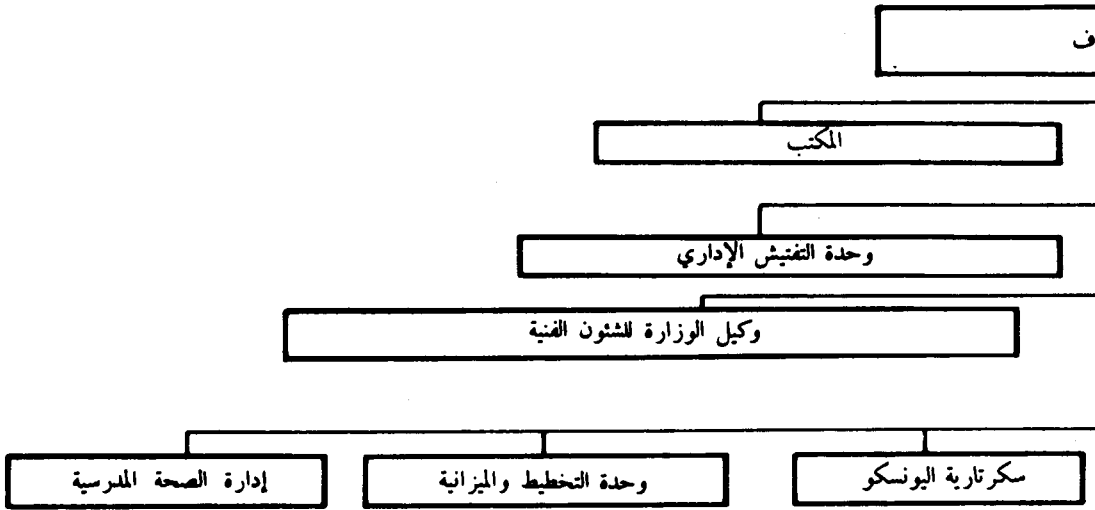 ف
المكتب
وحدة التفتيش الإداري
وكيل الوزارة للشئون الفنية
سكرتارية اليونسكو
وحدة التخطيط والميزانية
إدارة الصحة المدرسية